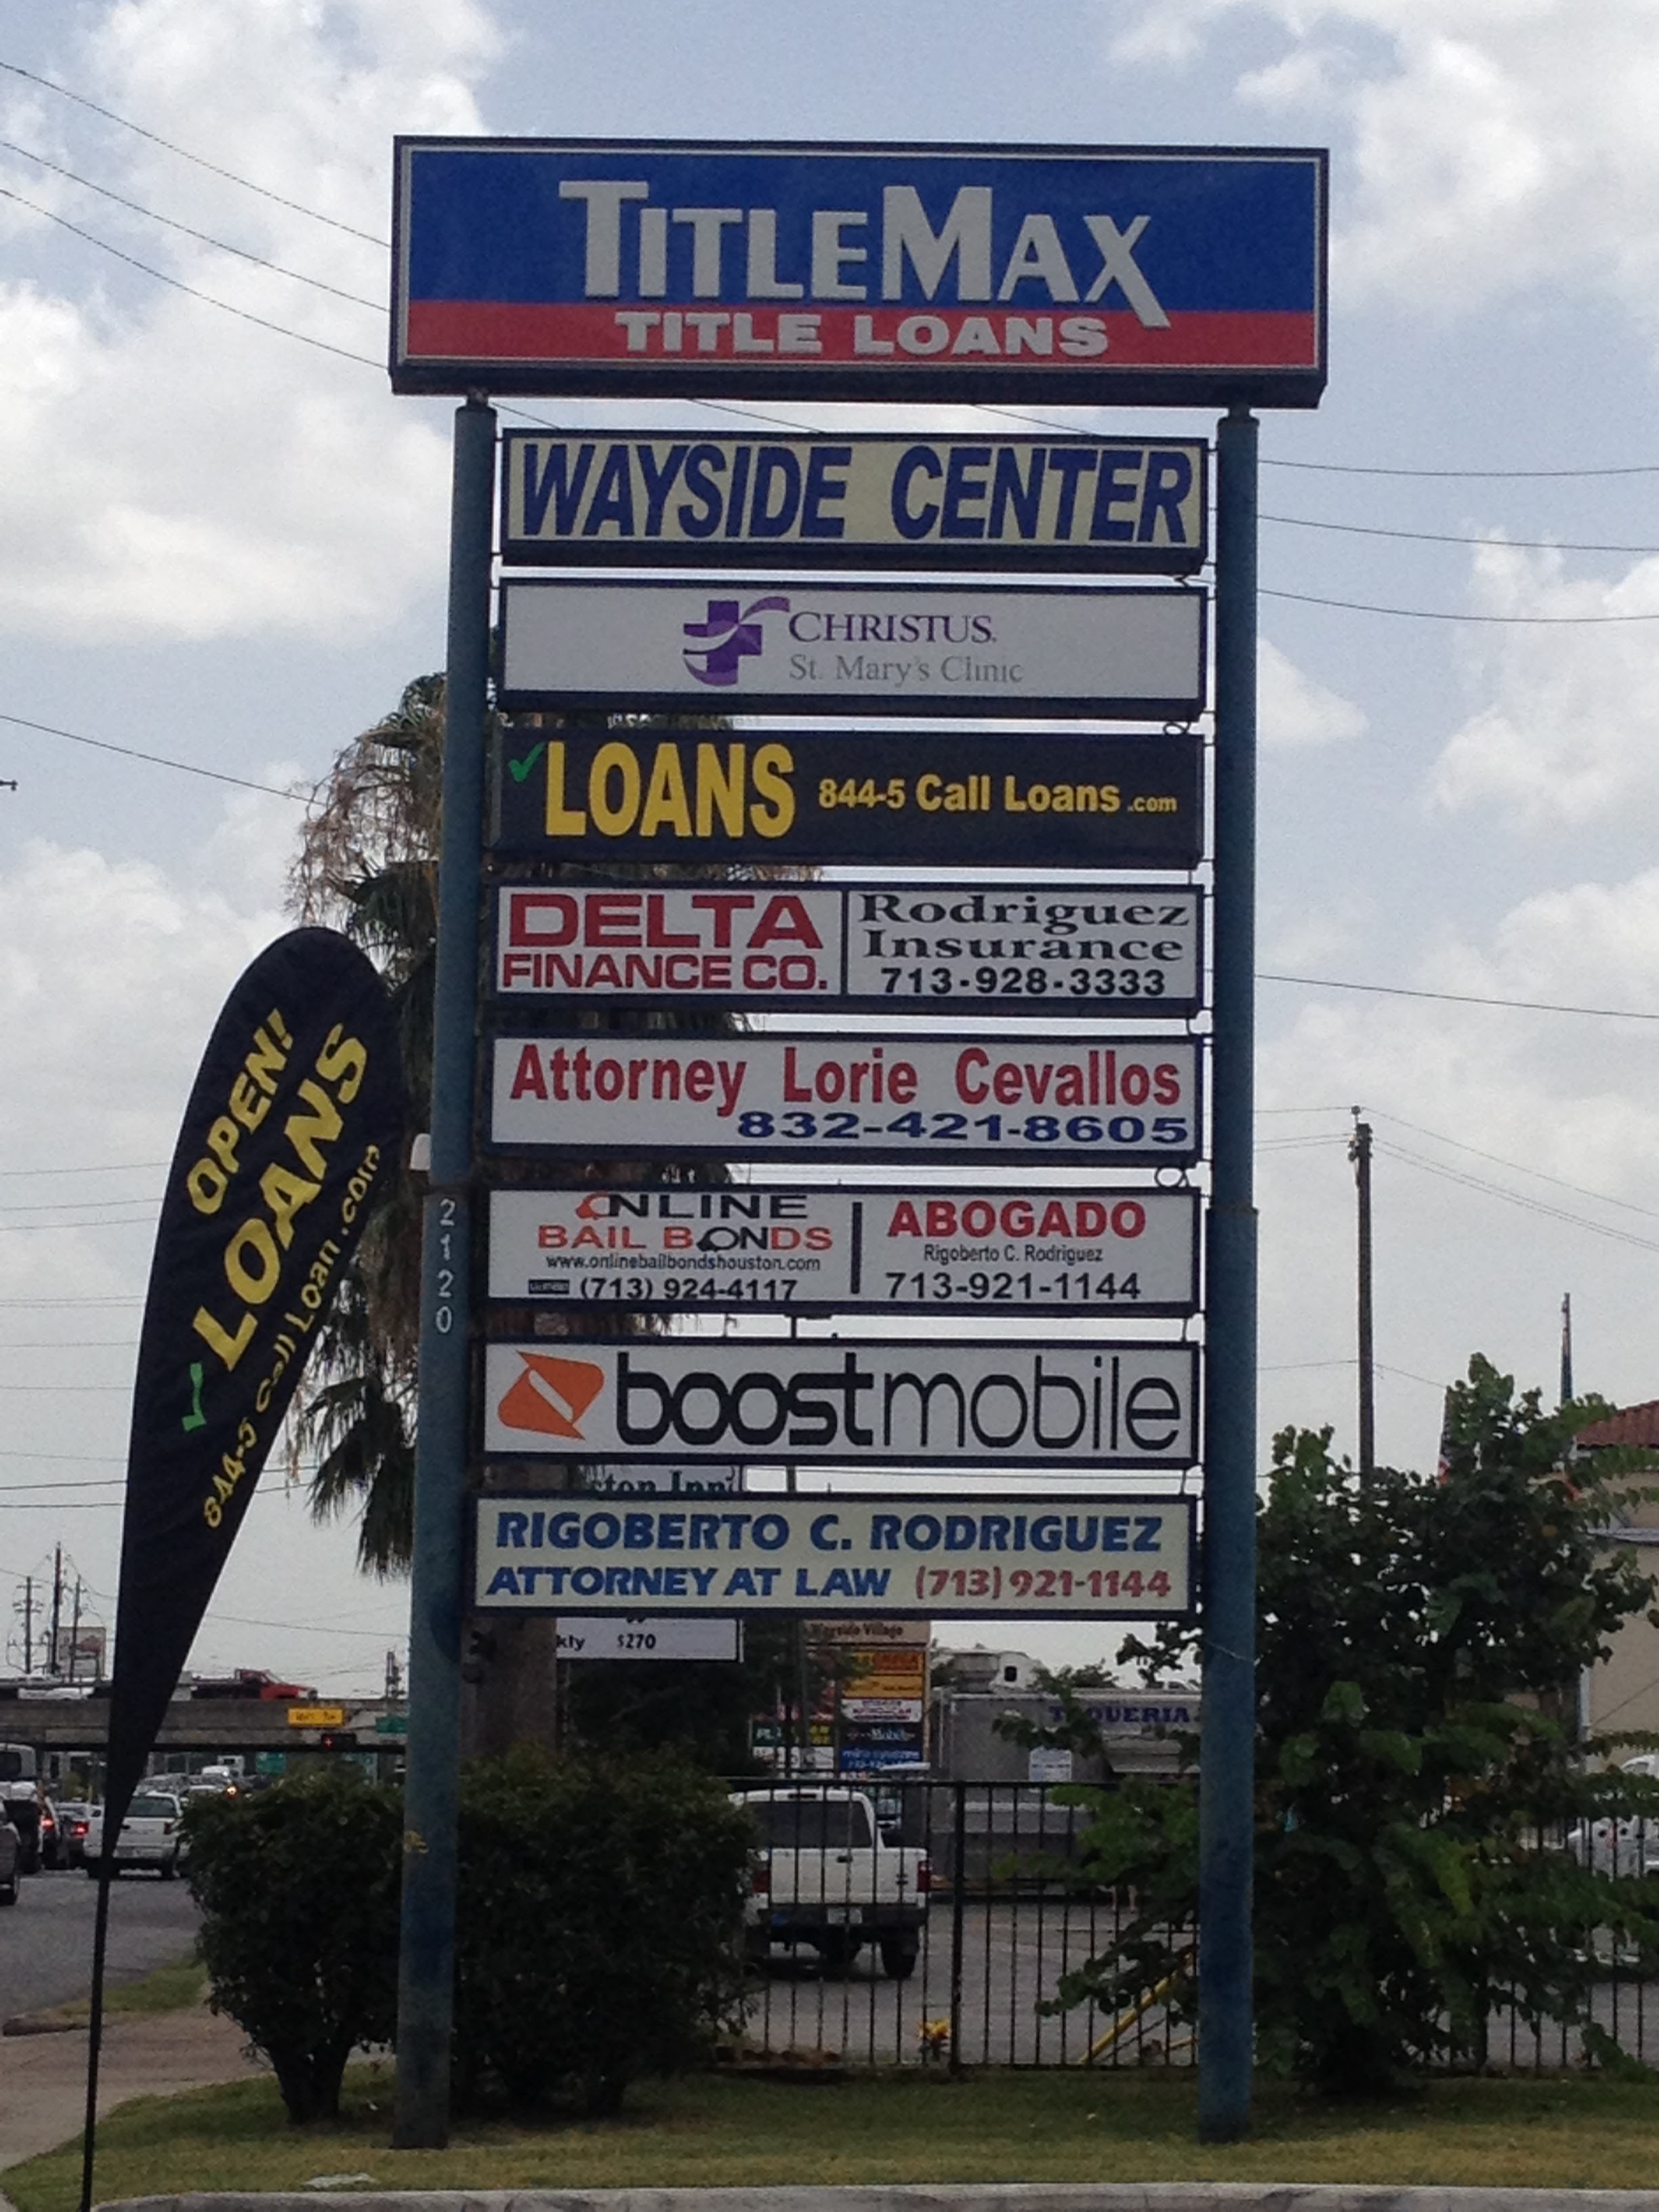 TITLEMAX
TITLE LOANS
WAYSIDE CENTER
CHRISTUS.
St. Mary's Clinic
LOANS 844-5 Call Loans .com
DELTA
FINANCE CO.
Rodriguez
Insurance
713-928-3333
Attorney Lorie Cevallos
832-421-8605
ONLINE
BAIL BONDS
www.onlinebailbondshouston.com
(713) 924-4117
ABOGADO
Rigoberto C. Rodriguez
713-921-1144
boostmobile
RIGOBERTO C. RODRIGUEZ
ATTORNEY AT LAW (713) 921-1144
2120
OPEN!
LOANS
844-5 Call Loan .com
Inn
$270
Wayside Village